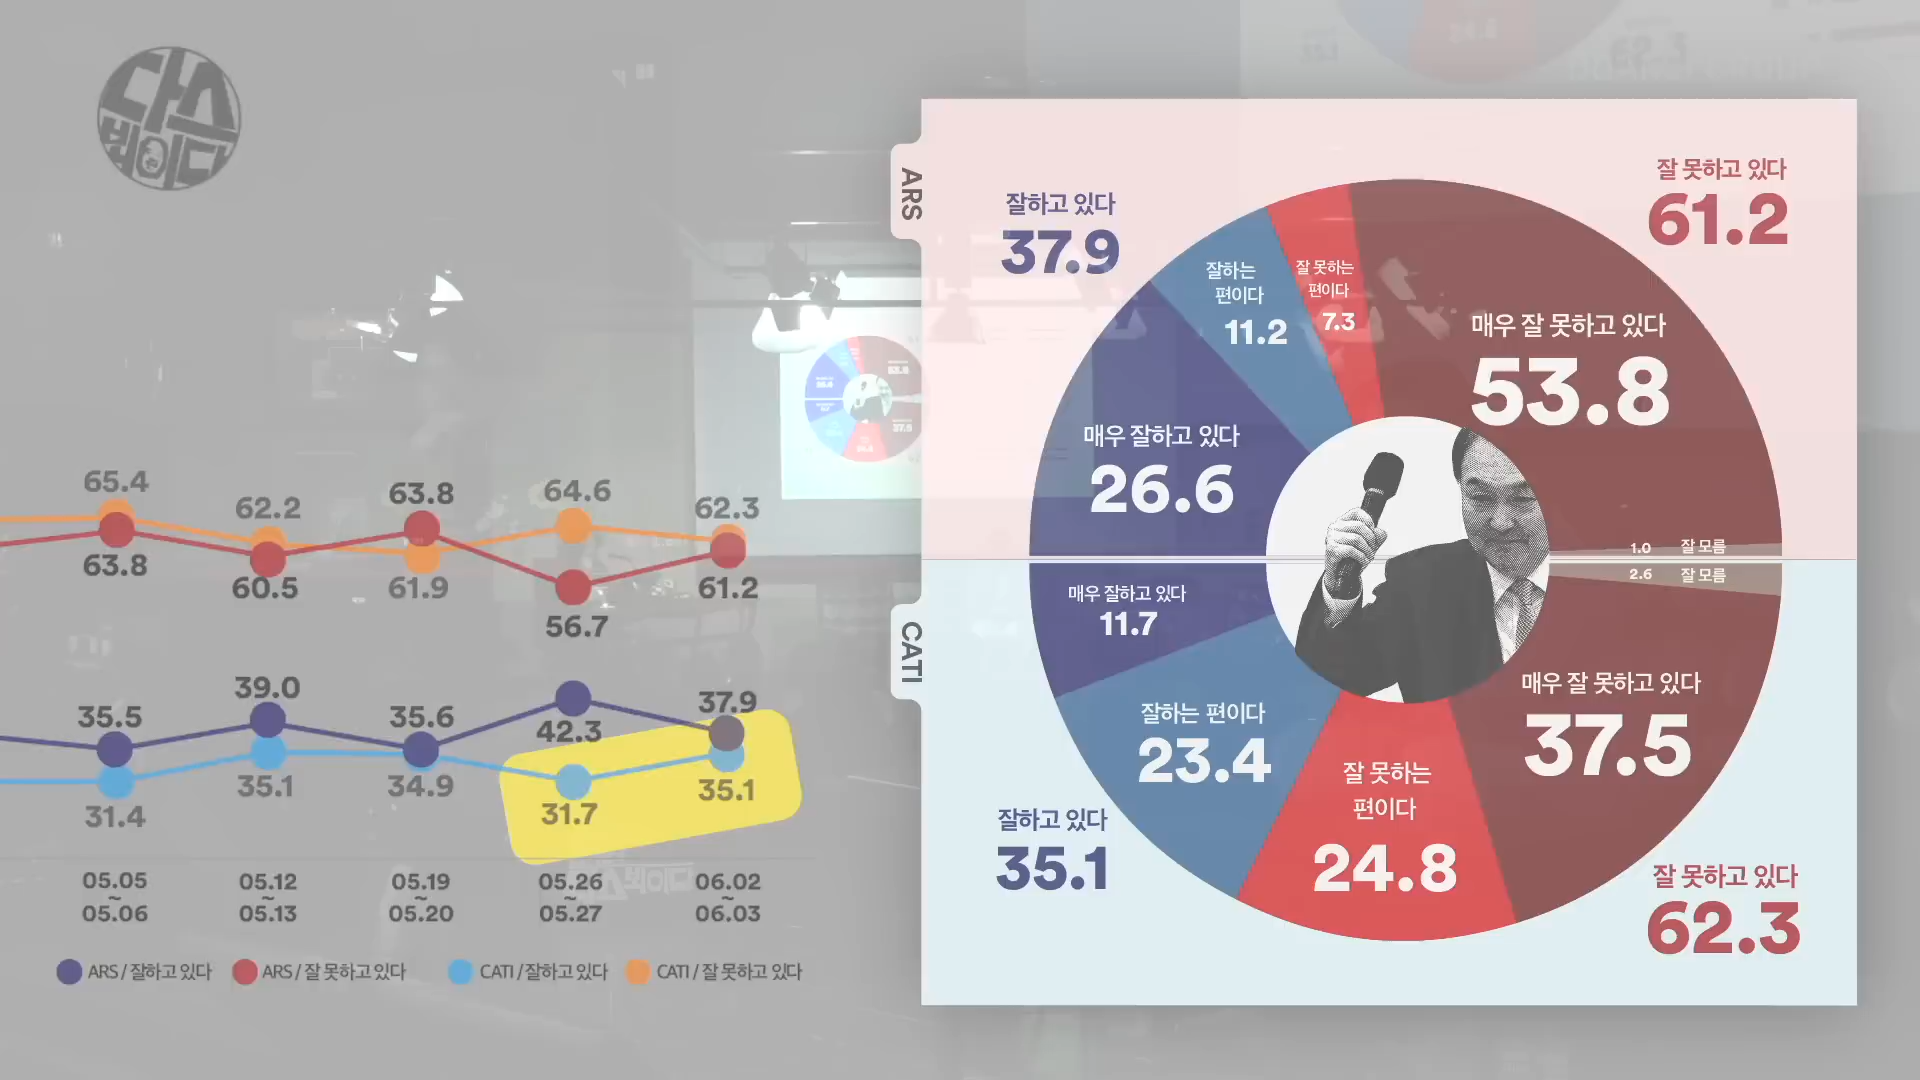 다스
뵈이다
65.4
62.2
63.8
64.6
62.3
63.8
60.5
61.9
56.7
61.2
35.5
39.0
35.6
42.3
37.9
31.4
35.1
34.9
31.7
35.1
05.05
~
05.06
05.12
~
05.13
05.19
~
05.20
05.26
~
05.27
06.02
~
06.03
ARS / 잘하고 있다
ARS / 잘 못하고 있다
CATI / 잘하고 있다
CATI / 잘 못하고 있다
ARS
잘하고 있다
37.9
잘 못하고 있다
61.2
잘하는
편이다
11.2
잘 못하는
편이다
7.3
매우 잘 못하고 있다
53.8
매우 잘하고 있다
26.6
1.0 잘 모름
CATI
2.6 잘 모름
매우 잘하고 있다
11.7
잘하는 편이다
23.4
잘 못하는
편이다
24.8
매우 잘 못하고 있다
37.5
잘하고 있다
35.1
잘 못하고 있다
62.3